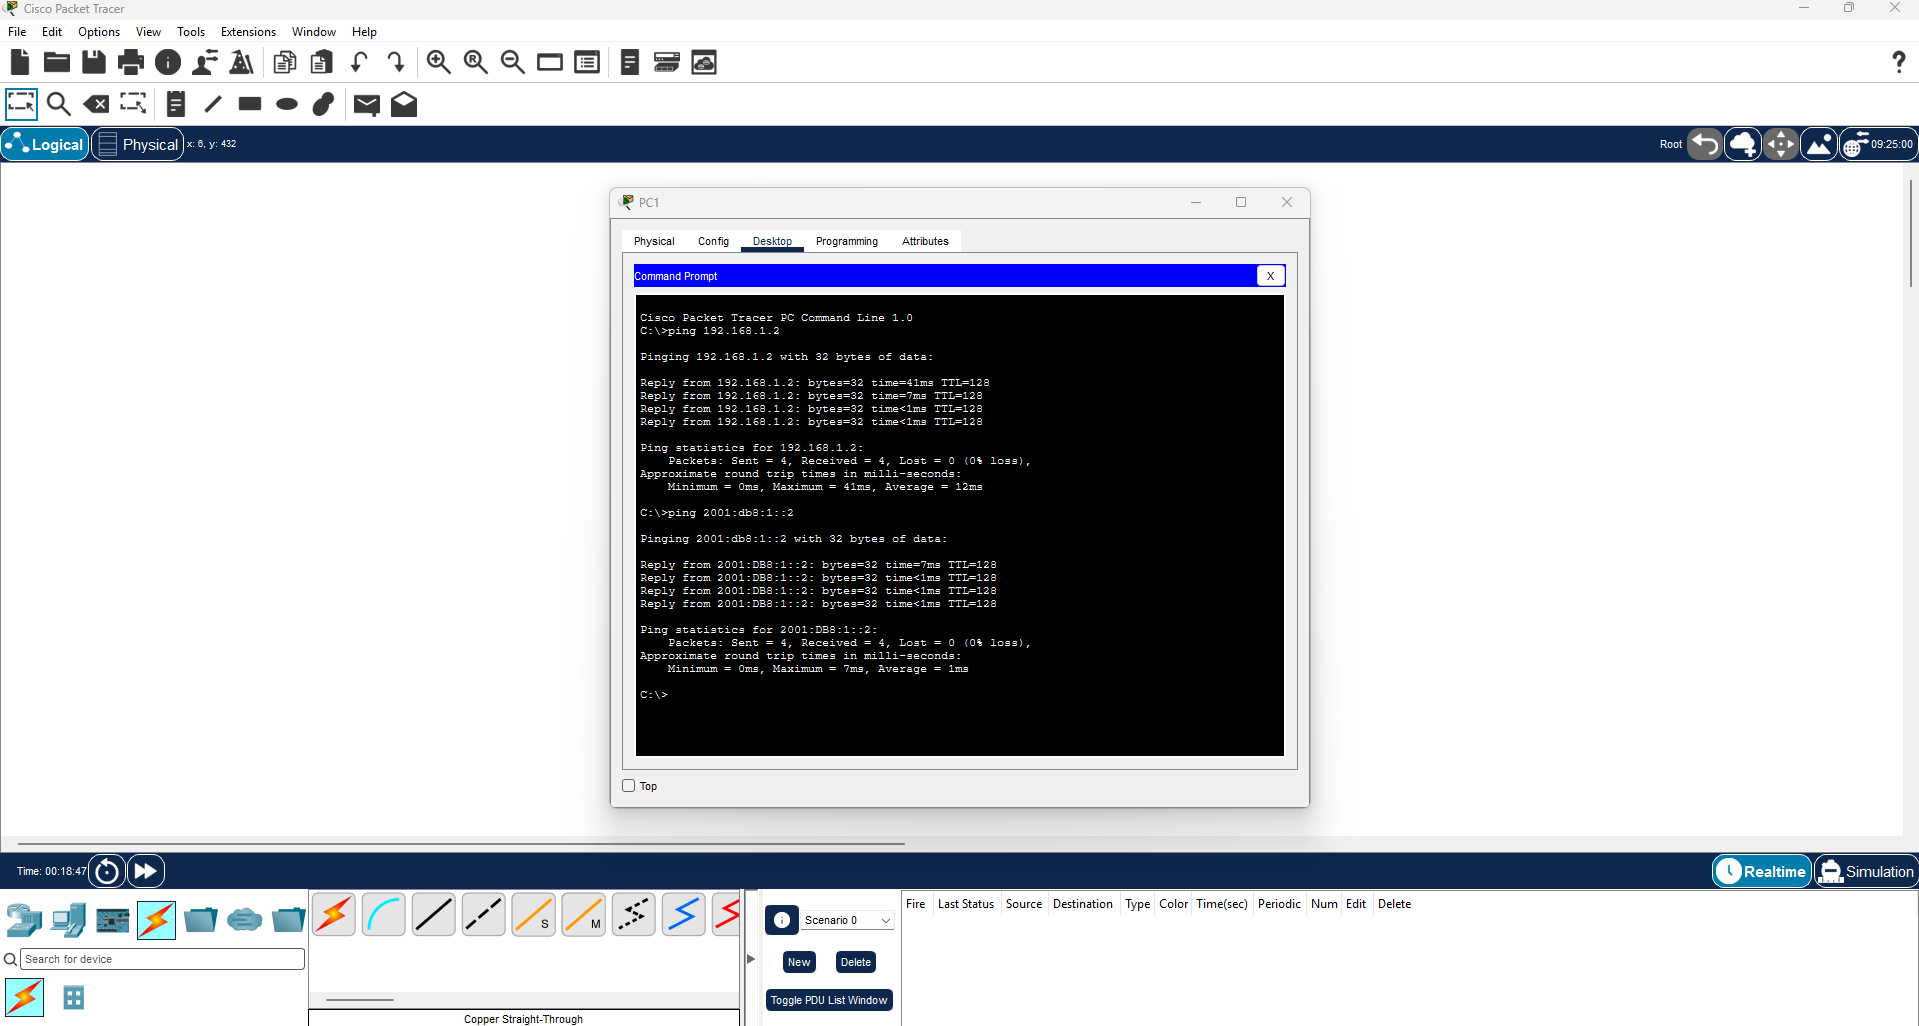 Cisco Packet Tracer
File Edit Options View Tools Extensions Window Help
Logical Physical x: 6, y: 432 Root 09:25:00
PC1
Physical Config Desktop Programming Attributes
Command Prompt X
Cisco Packet Tracer PC Command Line 1.0
C:\>ping 192.168.1.2
Pinging 192.168.1.2 with 32 bytes of data:
Reply from 192.168.1.2: bytes=32 time=41ms TTL=128
Reply from 192.168.1.2: bytes=32 time=7ms TTL=128
Reply from 192.168.1.2: bytes=32 time<1ms TTL=128
Reply from 192.168.1.2: bytes=32 time<1ms TTL=128
Ping statistics for 192.168.1.2:
Packets: Sent = 4, Received = 4, Lost = 0 (0% loss),
Approximate round trip times in milli-seconds:
Minimum = 0ms, Maximum = 41ms, Average = 12ms
C:\>ping 2001:db8:1::2
Pinging 2001:db8:1::2 with 32 bytes of data:
Reply from 2001:DB8:1::2: bytes=32 time=7ms TTL=128
Reply from 2001:DB8:1::2: bytes=32 time<1ms TTL=128
Reply from 2001:DB8:1::2: bytes=32 time<1ms TTL=128
Reply from 2001:DB8:1::2: bytes=32 time<1ms TTL=128
Ping statistics for 2001:DB8:1::2:
Packets: Sent = 4, Received = 4, Lost = 0 (0% loss),
Approximate round trip times in milli-seconds:
Minimum = 0ms, Maximum = 7ms, Average = 1ms
C:\>
Top
Time: 00:18:47 Realtime Simulation
S M
Scenario 0
Fire Last Status Source Destination Type Color Time(sec) Periodic Num Edit Delete
Search for device
New Delete
Toggle PDU List Window
Copper Straight-Through